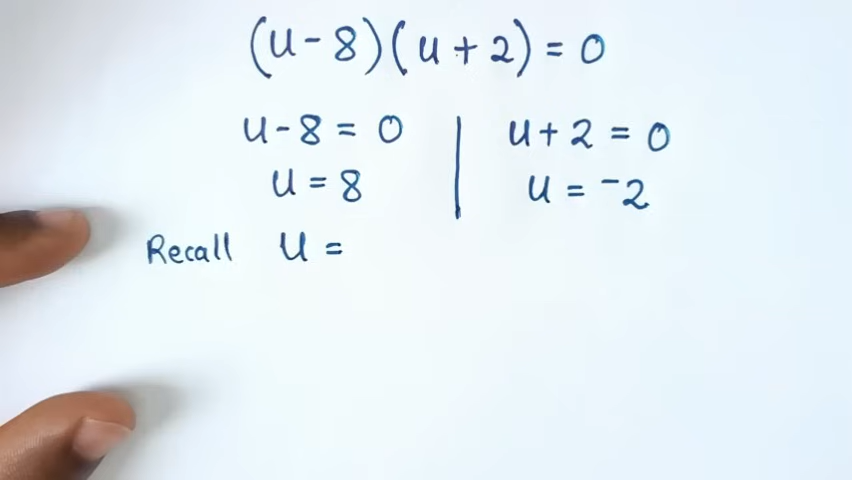 (u - 8)(u + 2) = 0
u - 8 = 0 | u + 2 = 0
u = 8 | u = ⁻2
Recall u =